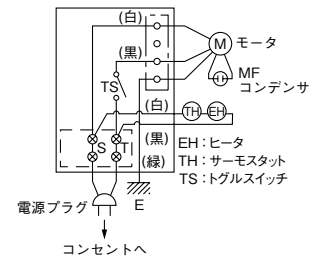 (白)
(黒)
M モータ
MF
コンデンサ
TS
(白)
TH EH
(黒)
S T
(緑)
EH:ヒータ
TH:サーモスタット
TS:トグルスイッチ
電源プラグ
E
コンセントへ